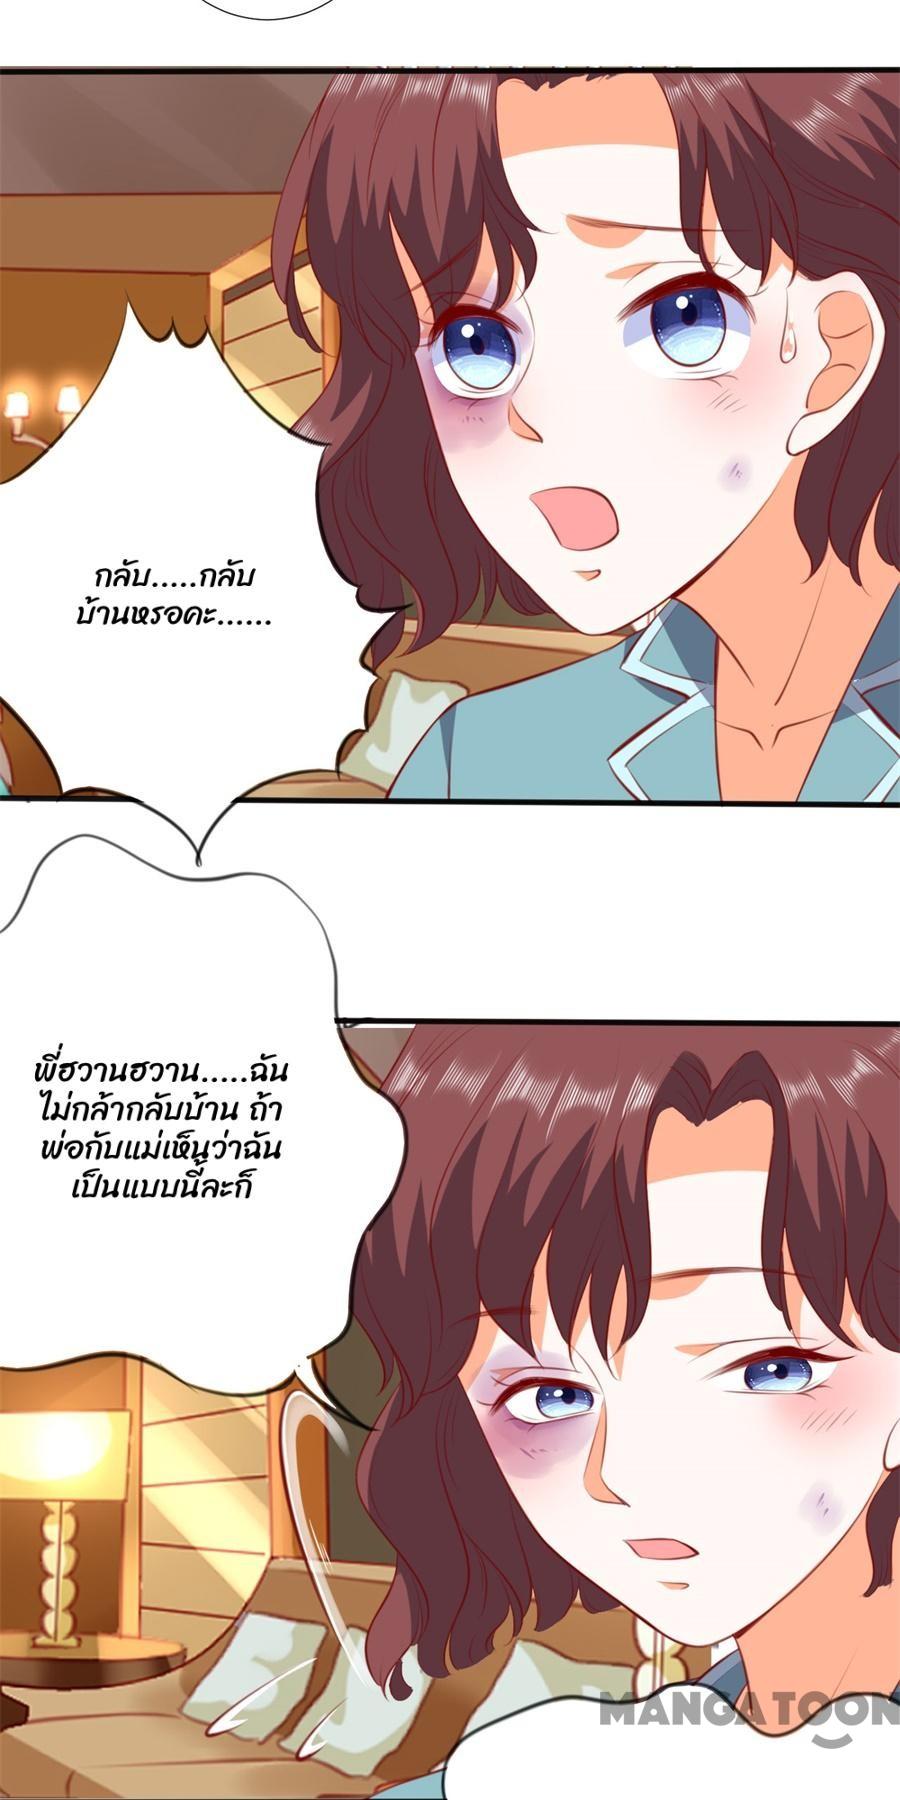 กลับ.....กลับ
บ้านหรอคะ......
พี่ฮวานฮวาน.....ฉัน
ไม่กล้ากลับบ้าน ถ้า
พ่อกับแม่เห็นว่าฉัน
เป็นแบบนี้ละก็
MANGATOON